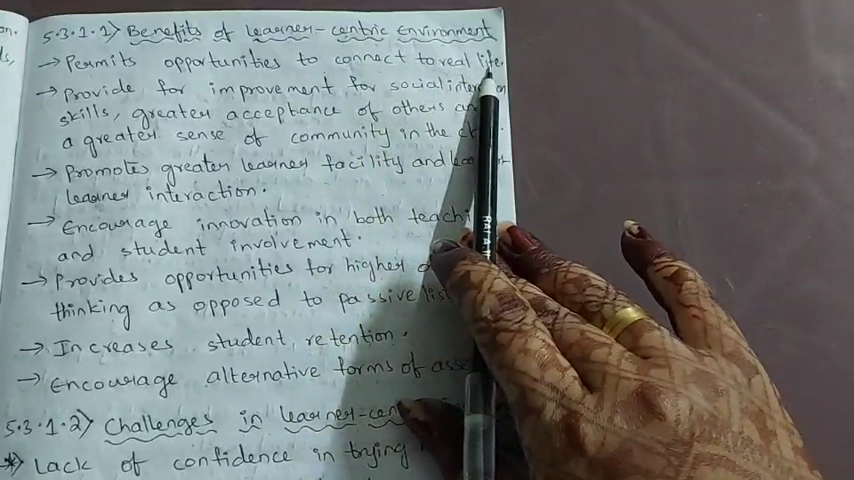 on.
5.3.1.1) Benefits of learner-centric Environment
→ Permits opportunities to connect to real life.
→ Provide for improvement for social
skills, greater acceptance of others
a greater sense of community in the
→ Promotes greater learner facility and
learner interaction.
→ Encourage innovation in both
and student involvement.
→ Provides opportunities for higher
thinking as opposed to passive
→ Increases student retention.
→ Encourage alternative forms of
5.3.1.2) Challenges in learner-
*) Lack of confidence in trying